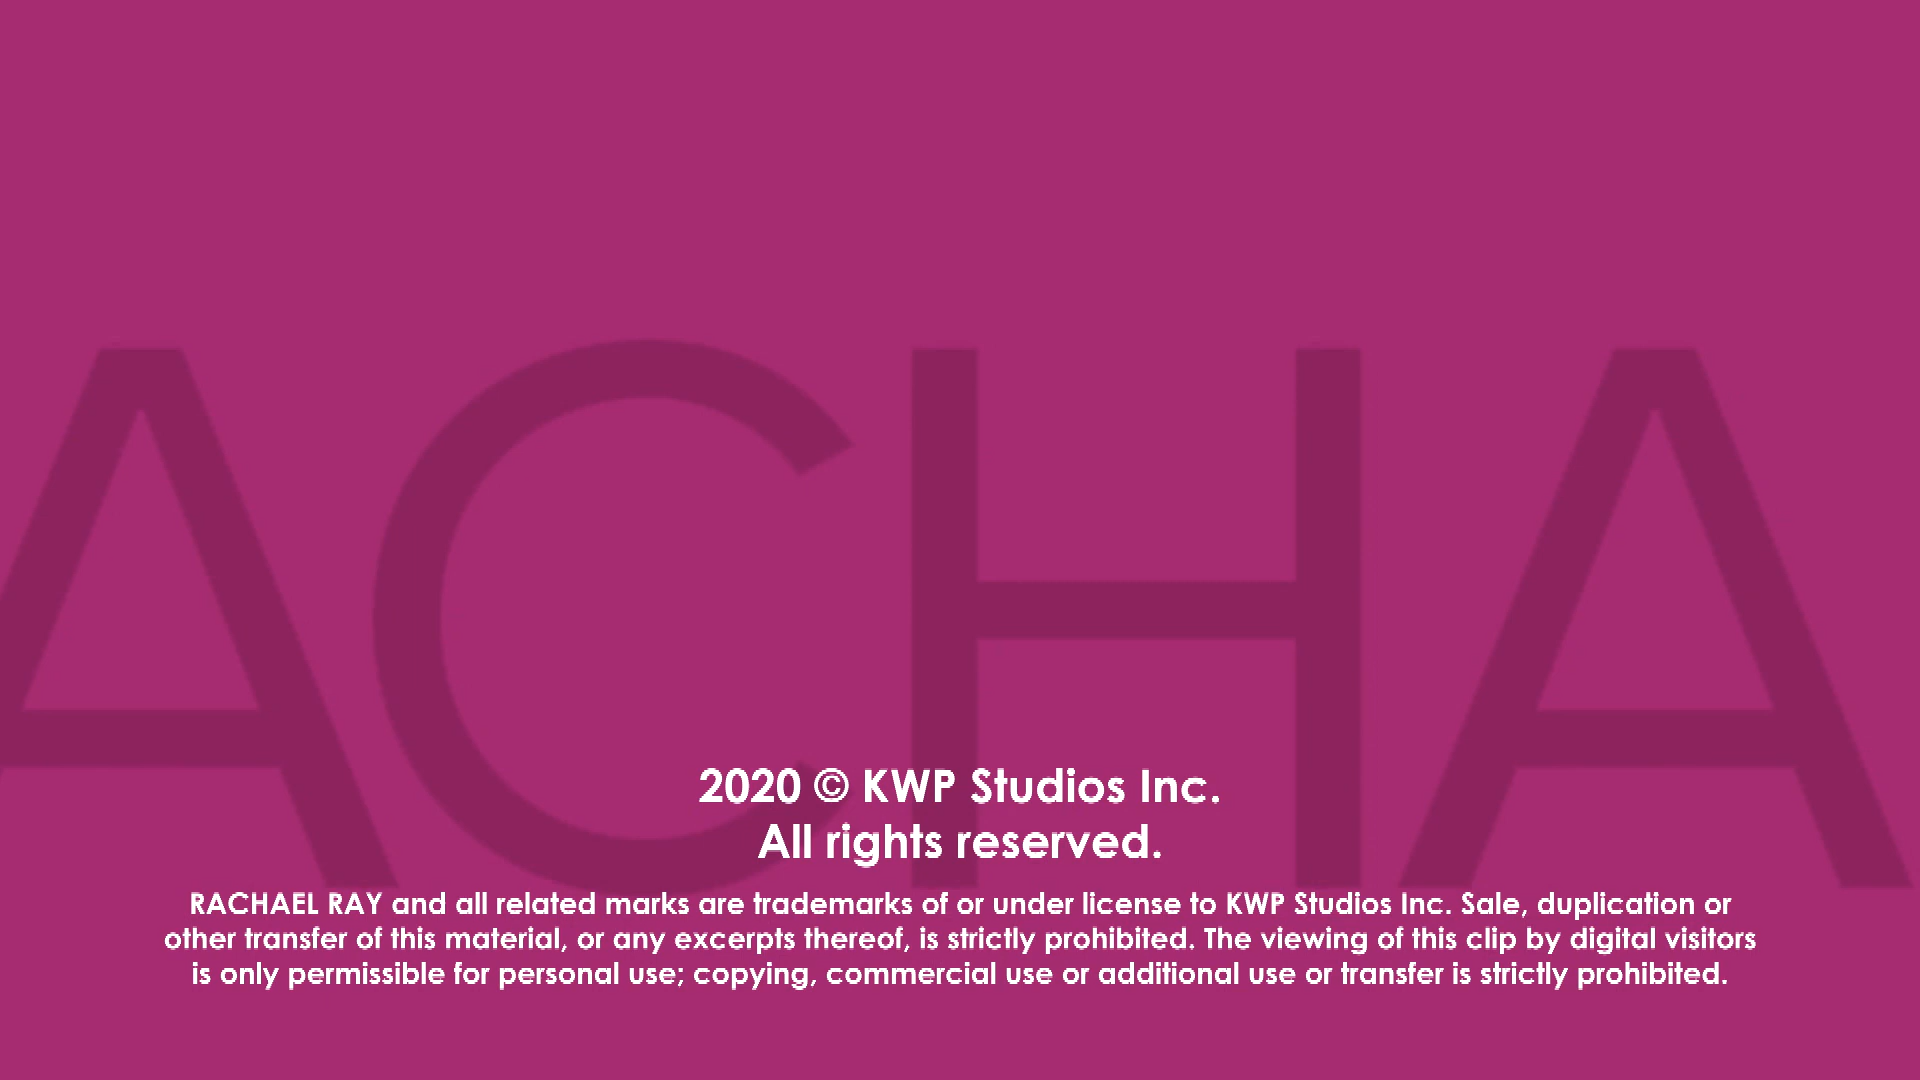 ACHA
2020 © KWP Studios Inc.
All rights reserved.
RACHAEL RAY and all related marks are trademarks of or under license to KWP Studios Inc. Sale, duplication or
other transfer of this material, or any excerpts thereof, is strictly prohibited. The viewing of this clip by digital visitors
is only permissible for personal use; copying, commercial use or additional use or transfer is strictly prohibited.